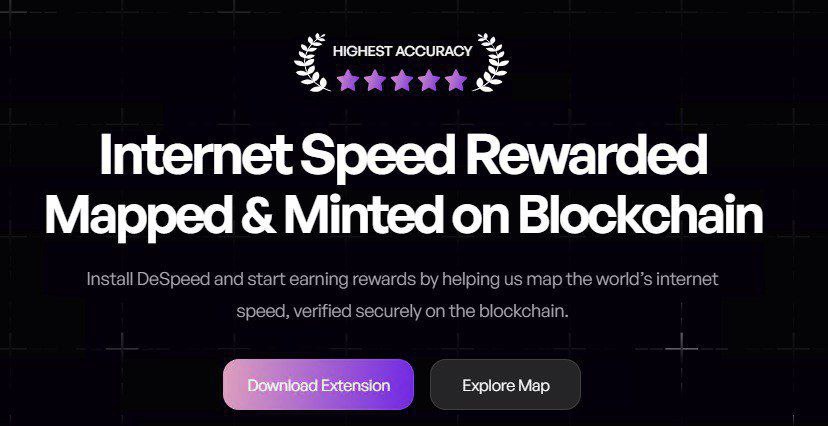 HIGHEST ACCURACY
Internet Speed Rewarded
Mapped & Minted on Blockchain
Install DeSpeed and start earning rewards by helping us map the world's internet
speed, verified securely on the blockchain.
Download Extension
Explore Map